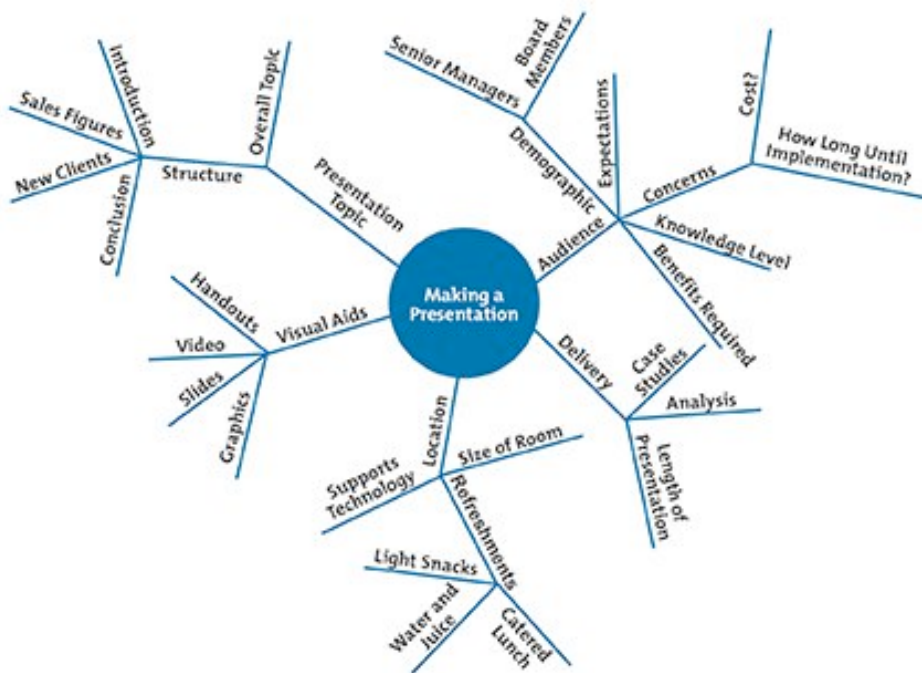 Making a
Presentation
Presentation
Topic
Overall Topic
Structure
Introduction
Sales Figures
New Clients
Conclusion
Audience
Demographic
Senior Managers
Board
Members
Expectations
Concerns
Cost?
How Long Until
Implementation?
Knowledge Level
Benefits Required
Delivery
Case
Studies
Analysis
Length of
Presentation
Location
Size of Room
Supports
Technology
Refreshments
Light Snacks
Water and
Juice
Catered
Lunch
Visual Aids
Handouts
Video
Slides
Graphics